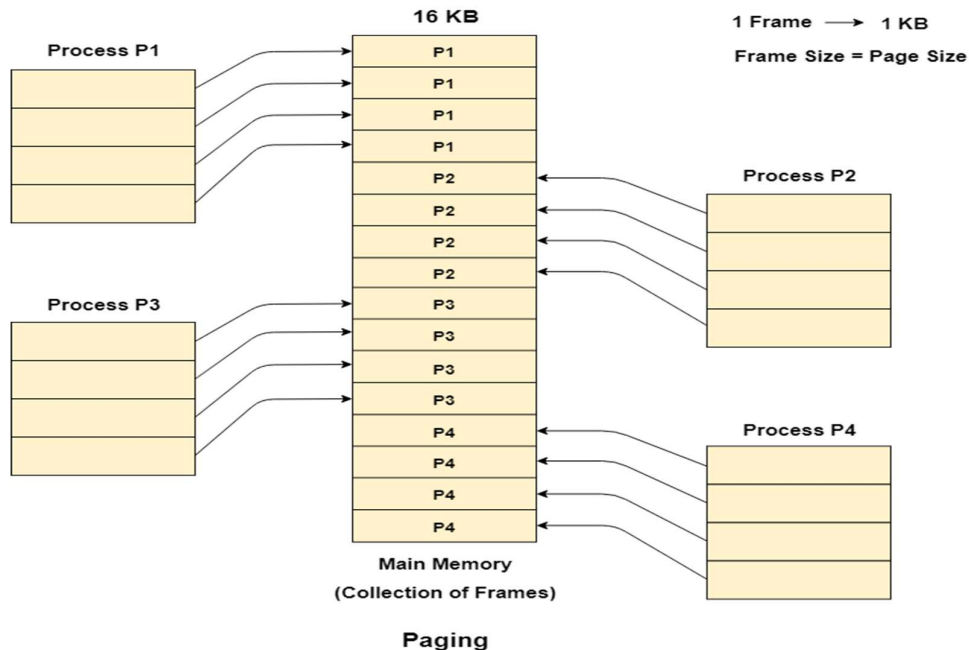 16 KB
1 Frame → 1 KB
Frame Size = Page Size
Process P1
P1
P1
P1
P1
P2
P2
P2
P2
P3
P3
P3
P3
P4
P4
P4
P4
Process P2
Process P3
Process P4
Main Memory
(Collection of Frames)
Paging